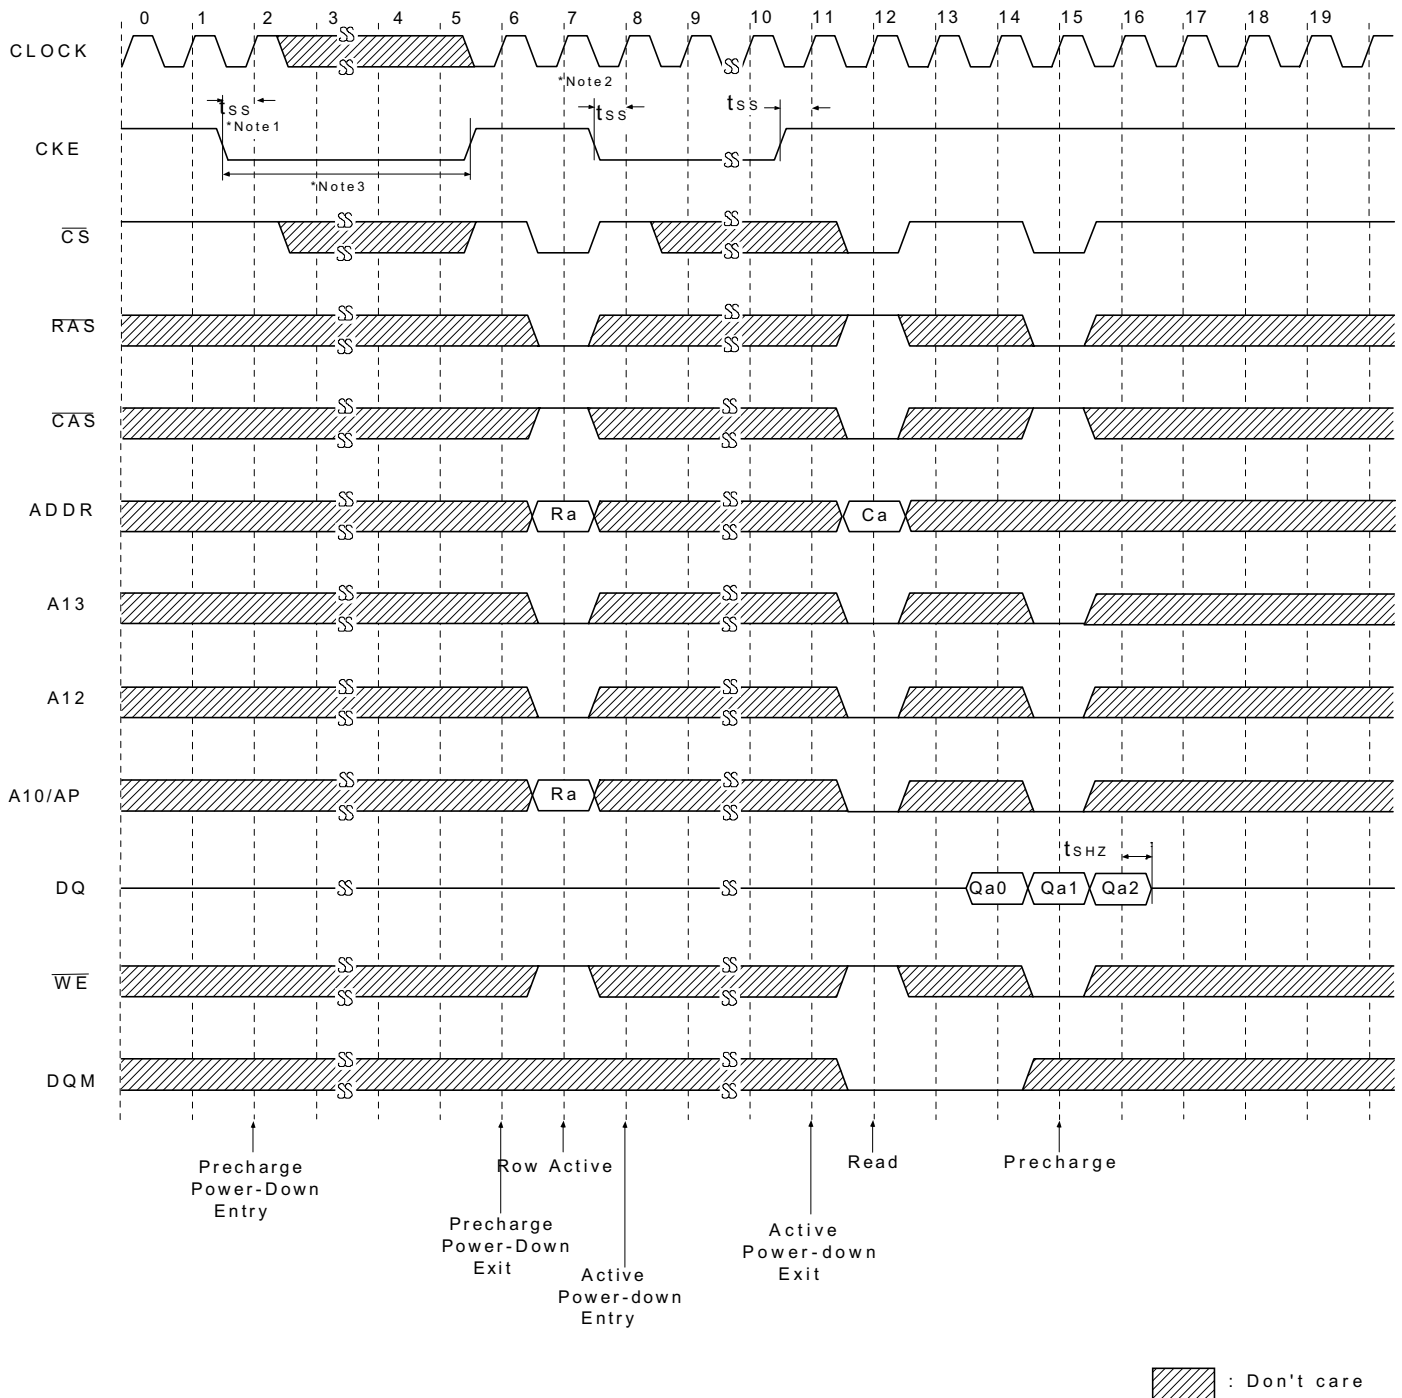 0 1 2 3 4 5 6 7 8 9 10 11 12 13 14 15 16 17 18 19
CLOCK
*Note2
tSS
*Note1
tSS
tSS
CKE
*Note3
CS
RAS
CAS
ADDR
Ra
Ca
A13
A12
A10/AP
Ra
tSHZ
DQ
Qa0 Qa1 Qa2
WE
DQM
Precharge
Power-Down
Entry
Row Active
Read
Precharge
Precharge
Power-Down
Exit
Active
Power-down
Exit
Active
Power-down
Entry
: Don't care